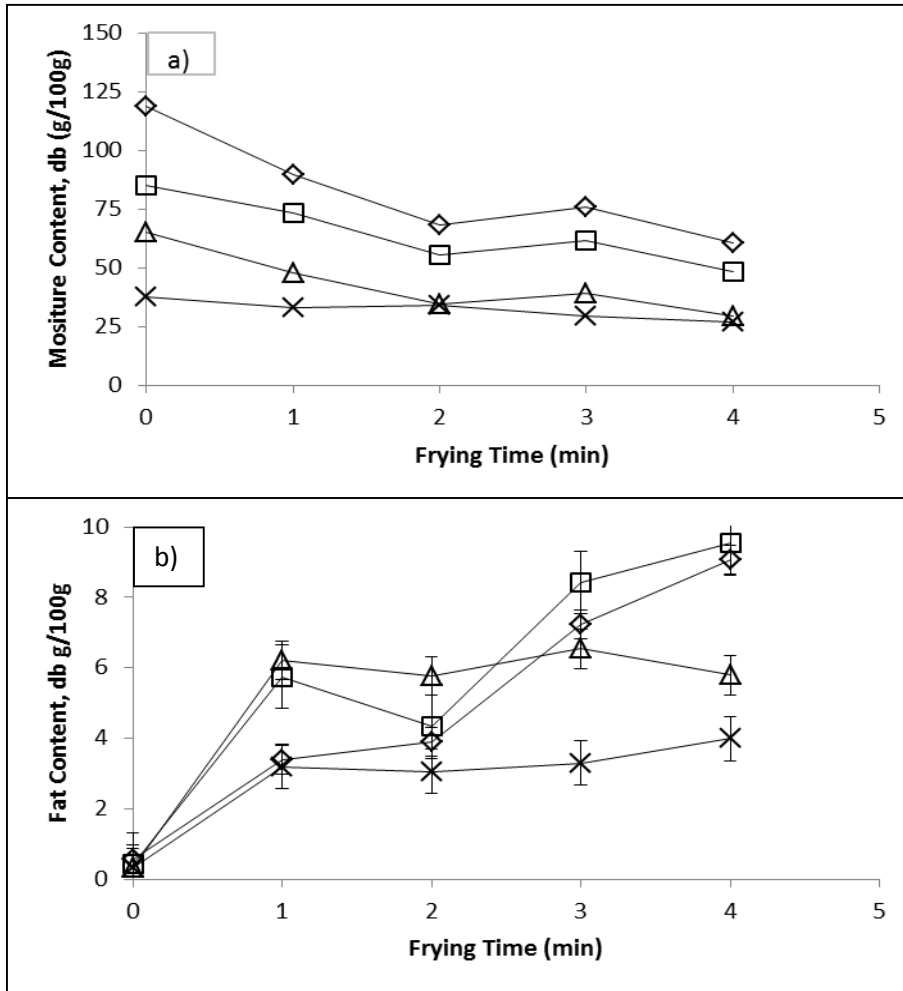 a)
Mositure Content, db (g/100g)
150
125
100
75
50
25
0
0 1 2 3 4 5
Frying Time (min)
b)
Fat Content, db g/100g
10
8
6
4
2
0
0 1 2 3 4 5
Frying Time (min)